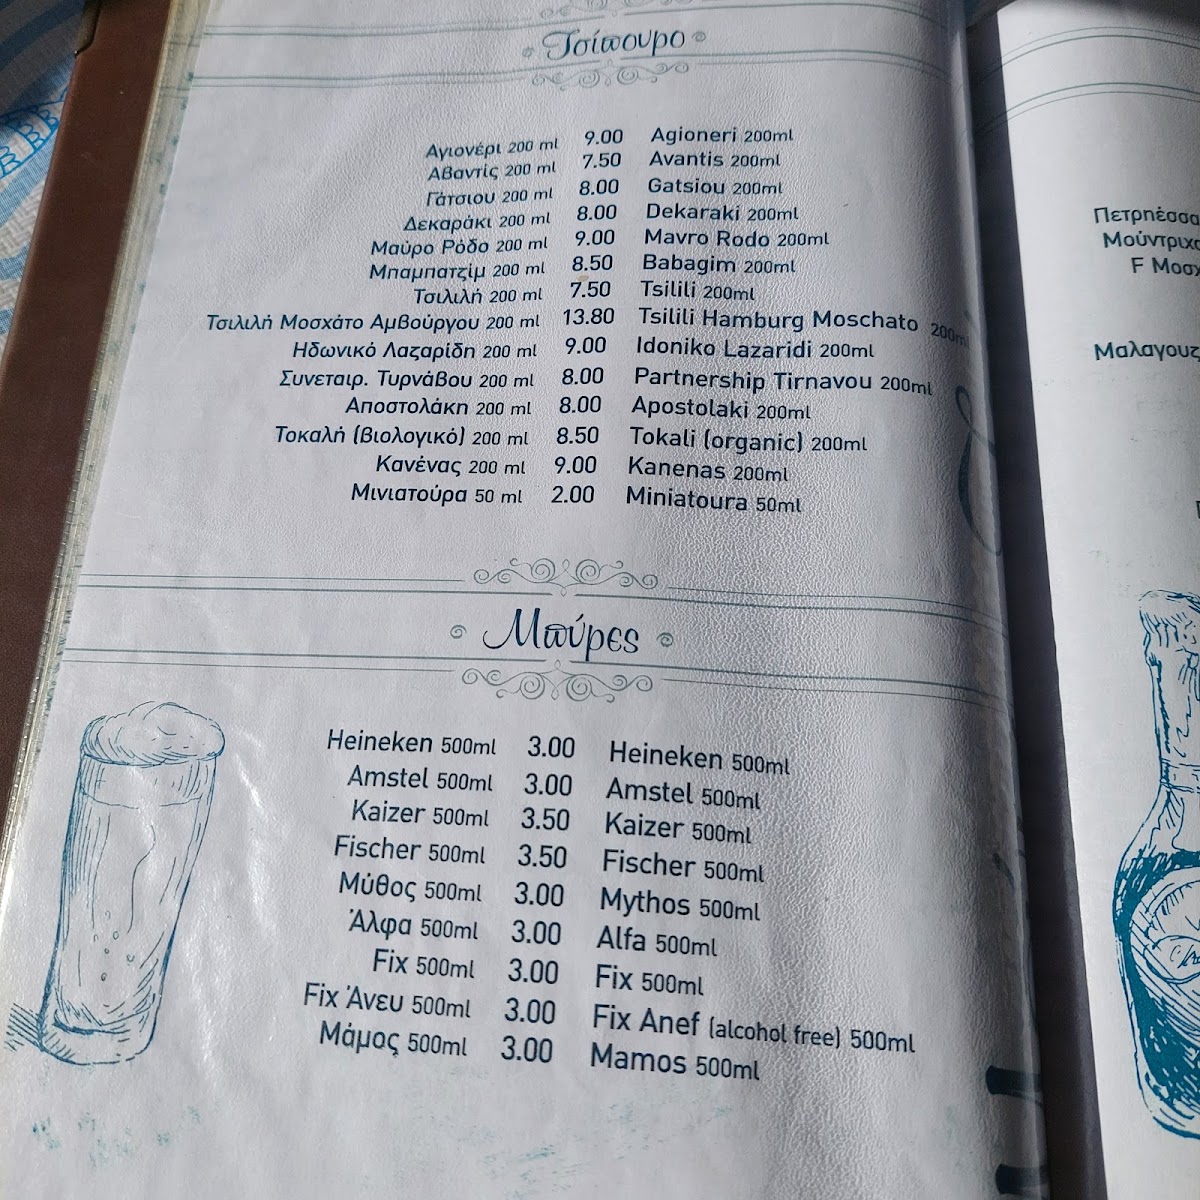 Τσίπουρο
Αγιονέρι 200 ml 9.00 Agioneri 200ml
Αβαντίς 200 ml 7.50 Avantis 200ml
Γάτσιου 200 ml 8.00 Gatsiou 200ml
Δεκαράκι 200 ml 8.00 Dekaraki 200ml
Μαύρο Ρόδο 200 ml 9.00 Mavro Rodo 200ml
Μπαμπατζίμ 200 ml 8.50 Babagim 200ml
Τσιλιλή 200 ml 7.50 Tsilili 200ml
Τσιλιλή Μοσχάτο Αμβούργου 200 ml 13.80 Tsilili Hamburg Moschato 200ml
Ηδωνικό Λαζαρίδη 200 ml 9.00 Idoniko Lazaridi 200ml
Συνεταιρ. Τυρνάβου 200 ml 8.00 Partnership Tirnavou 200ml
Αποστολάκη 200 ml 8.00 Apostolaki 200ml
Τοκαλή (βιολογικό) 200 ml 8.50 Tokali (organic) 200ml
Κανένας 200 ml 9.00 Kanenas 200ml
Μινιατούρα 50 ml 2.00 Miniatoura 50ml
Μπύρες
Heineken 500ml 3.00 Heineken 500ml
Amstel 500ml 3.00 Amstel 500ml
Kaizer 500ml 3.50 Kaizer 500ml
Fischer 500ml 3.50 Fischer 500ml
Μύθος 500ml 3.00 Mythos 500ml
Άλφα 500ml 3.00 Alfa 500ml
Fix 500ml 3.00 Fix 500ml
Fix Άνευ 500ml 3.00 Fix Anef (alcohol free) 500ml
Μάμος 500ml 3.00 Mamos 500ml
Πετρηέσσα
Μούντριχα
F Μοσχ
Μαλαγουζ